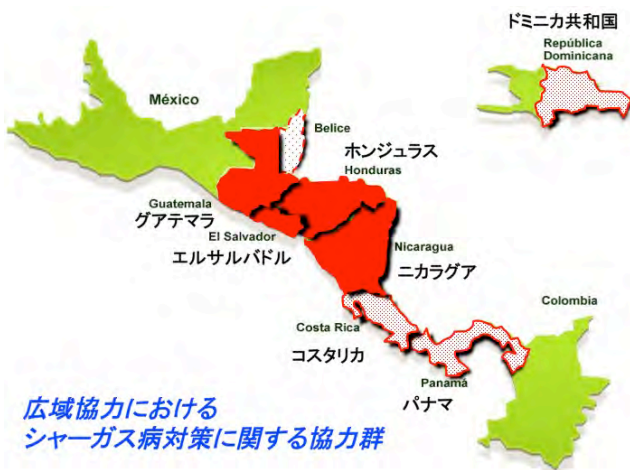 ドミニカ共和国
República
Dominicana
México
Belice
ホンジュラス
Honduras
Guatemala
グアテマラ
El Salvador
エルサルバドル
Nicaragua
ニカラグア
Colombia
Costa Rica
コスタリカ
Panamá
パナマ
広域協力における
シャーガス病対策に関する協力群